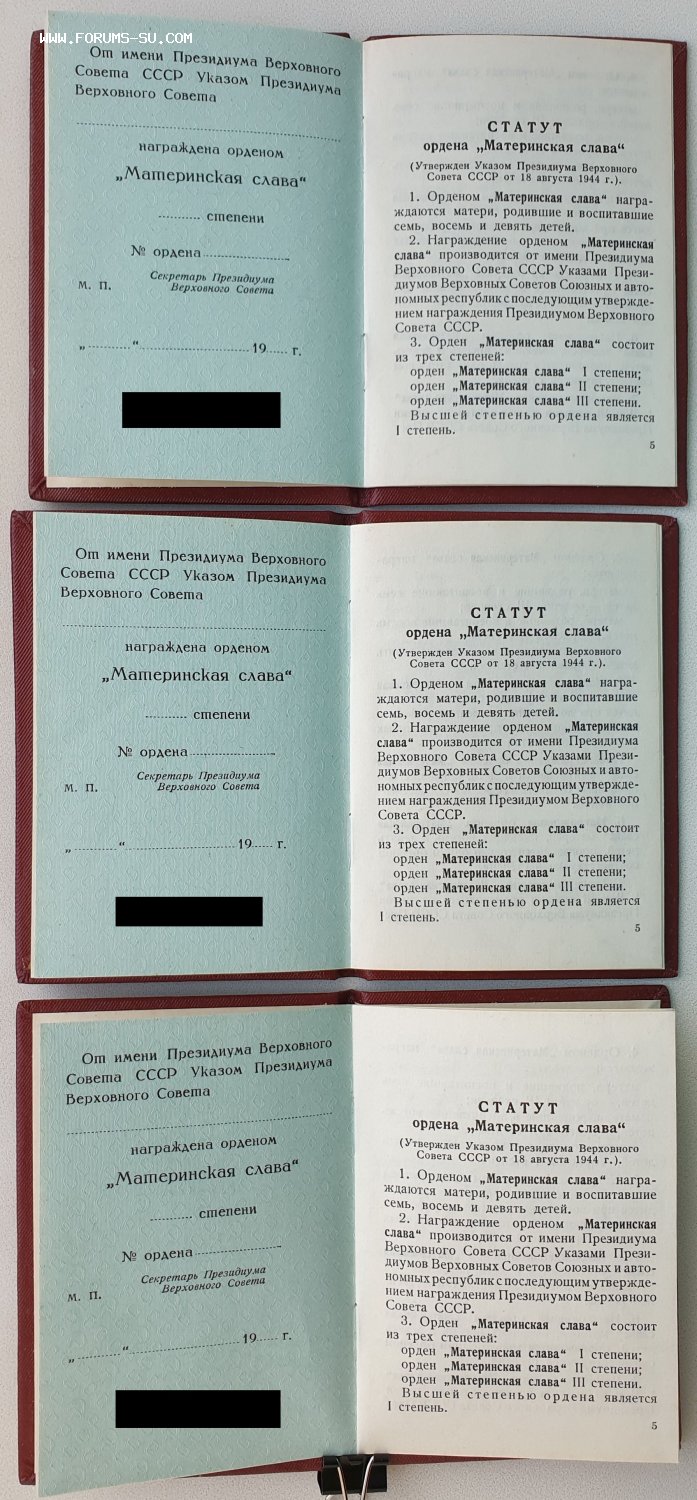 WWW.FORUMS-SU.COM
От имени Президиума Верховного
Совета СССР Указом Президиума
Верховного Совета
награждена орденом
„Материнская слава“
степени
№ ордена
Секретарь Президиума
Верховного Совета
М. П.
„ “ 19 г.
СТАТУТ
ордена „Материнская слава“
(Утвержден Указом Президиума Верховного
Совета СССР от 18 августа 1944 г.).
1. Орденом „Материнская слава“ награ-
ждаются матери, родившие и воспитавшие
семь, восемь и девять детей.
2. Награждение орденом „Материнская
слава“ производится от имени Президиума
Верховного Совета СССР Указами Прези-
диумов Верховных Советов Союзных и авто-
номных республик с последующим утвержде-
нием награждения Президиумом Верховного
Совета СССР.
3. Орден „Материнская слава“ состоит
из трех степеней:
орден „Материнская слава“ I степени;
орден „Материнская слава“ II степени;
орден „Материнская слава“ III степени.
Высшей степенью ордена является
I степень.
5
От имени Президиума Верховного
Совета СССР Указом Президиума
Верховного Совета
награждена орденом
„Материнская слава“
степени
№ ордена
Секретарь Президиума
Верховного Совета
М. П.
„ “ 19 г.
СТАТУТ
ордена „Материнская слава“
(Утвержден Указом Президиума Верховного
Совета СССР от 18 августа 1944 г.).
1. Орденом „Материнская слава“ награ-
ждаются матери, родившие и воспитавшие
семь, восемь и девять детей.
2. Награждение орденом „Материнская
слава“ производится от имени Президиума
Верховного Совета СССР Указами Прези-
диумов Верховных Советов Союзных и авто-
номных республик с последующим утвержде-
нием награждения Президиумом Верховного
Совета СССР.
3. Орден „Материнская слава“ состоит
из трех степеней:
орден „Материнская слава“ I степени;
орден „Материнская слава“ II степени;
орден „Материнская слава“ III степени.
Высшей степенью ордена является
I степень.
5
От имени Президиума Верховного
Совета СССР Указом Президиума
Верховного Совета
награждена орденом
„Материнская слава“
степени
№ ордена
Секретарь Президиума
Верховного Совета
М. П.
„ “ 19 г.
СТАТУТ
ордена „Материнская слава“
(Утвержден Указом Президиума Верховного
Совета СССР от 18 августа 1944 г.).
1. Орденом „Материнская слава“ награ-
ждаются матери, родившие и воспитавшие
семь, восемь и девять детей.
2. Награждение орденом „Материнская
слава“ производится от имени Президиума
Верховного Совета СССР Указами Прези-
диумов Верховных Советов Союзных и авто-
номных республик с последующим утвержде-
нием награждения Президиумом Верховного
Совета СССР.
3. Орден „Материнская слава“ состоит
из трех степеней:
орден „Материнская слава“ I степени;
орден „Материнская слава“ II степени;
орден „Материнская слава“ III степени.
Высшей степенью ордена является
I степень.
5